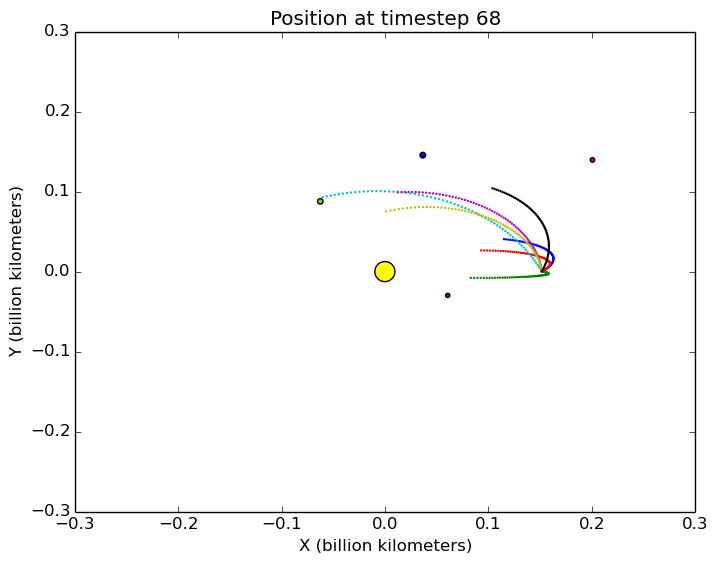 Position at timestep 68
0.3
0.2
0.1
0.0
−0.1
−0.2
−0.3
Y (billion kilometers)
−0.3 −0.2 −0.1 0.0 0.1 0.2 0.3
X (billion kilometers)